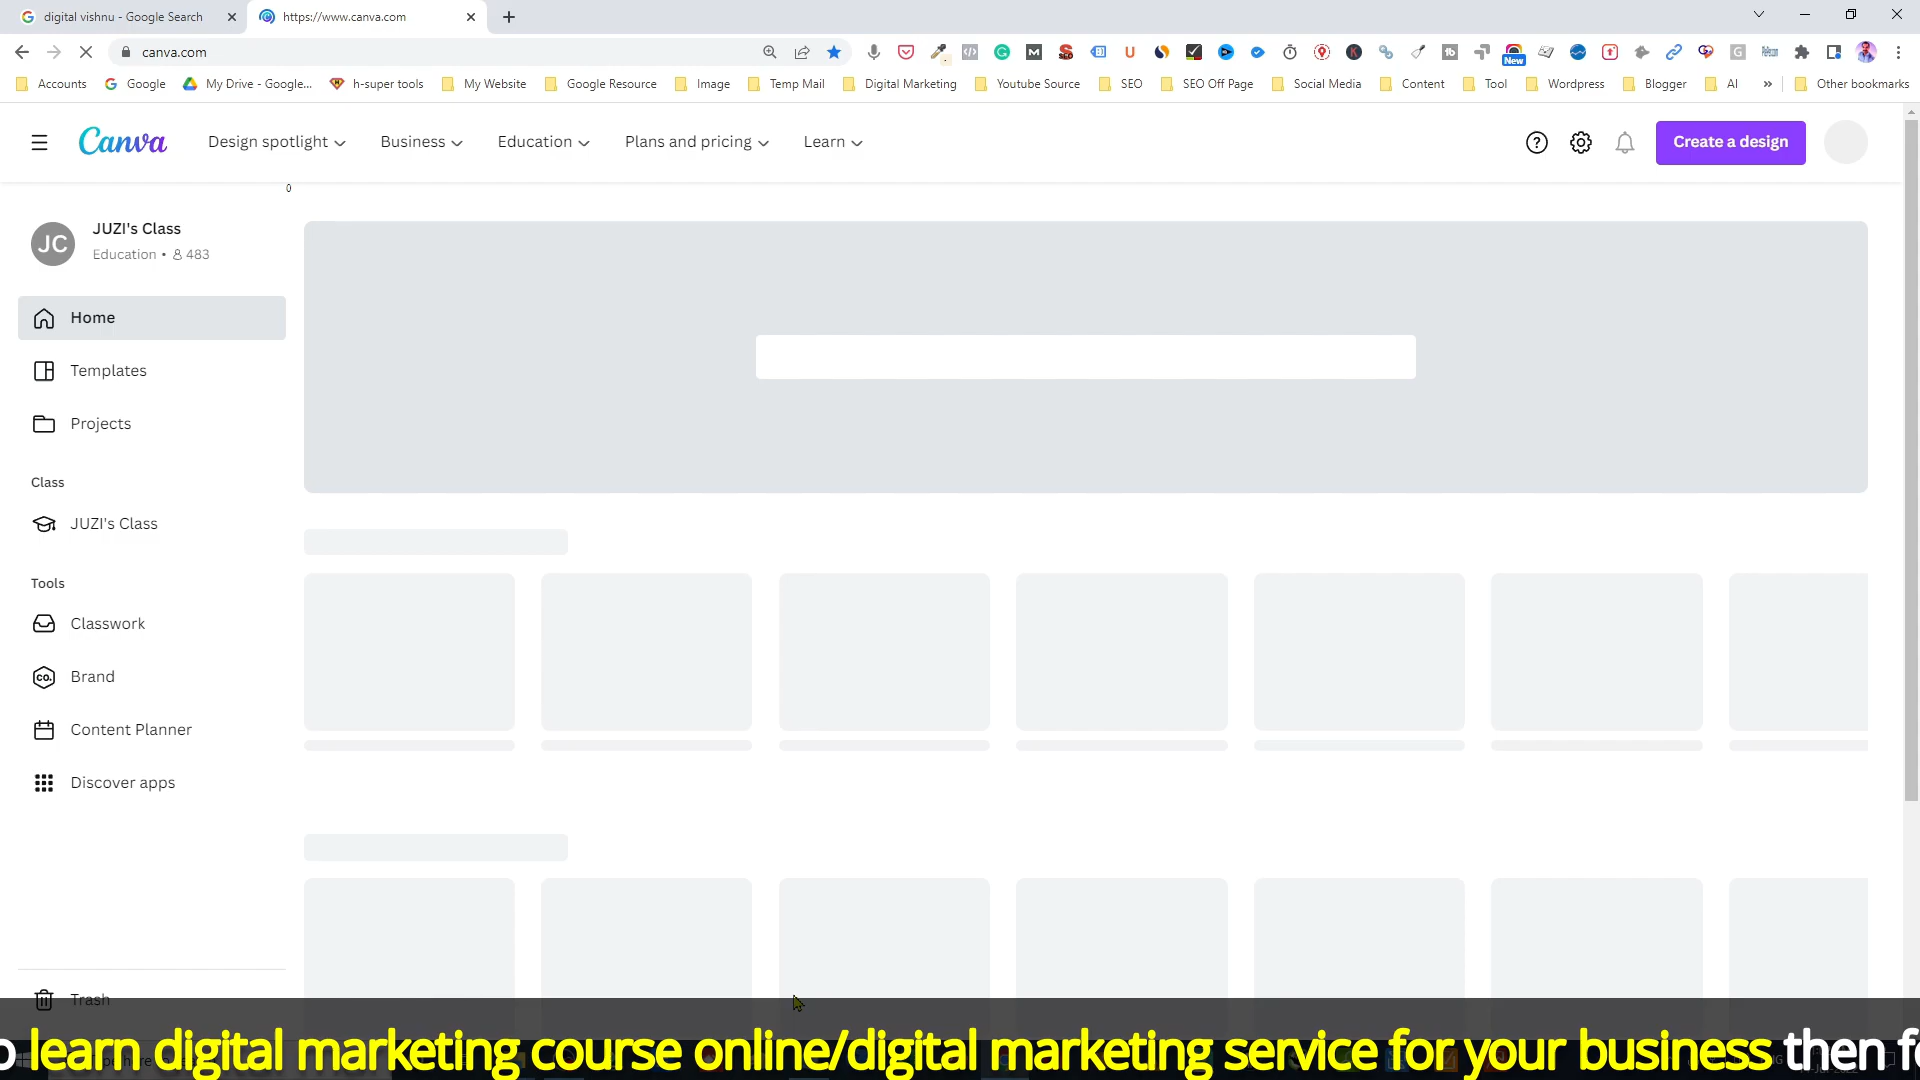 digital vishnu - Google Search
https://www.canva.com
canva.com
New
Accounts
Google
My Drive - Google...
h-super tools
My Website
Google Resource
Image
Temp Mail
Digital Marketing
Youtube Source
SEO
SEO Off Page
Social Media
Content
Tool
Wordpress
Blogger
AI
Other bookmarks
Canva
Design spotlight
Business
Education
Plans and pricing
Learn
Create a design
0
JC
JUZI's Class
Education • 483
Home
Templates
Projects
Class
JUZI's Class
Tools
Classwork
CO. Brand
Content Planner
Discover apps
Trash
o learn digital marketing course online/digital marketing service for your business then fo